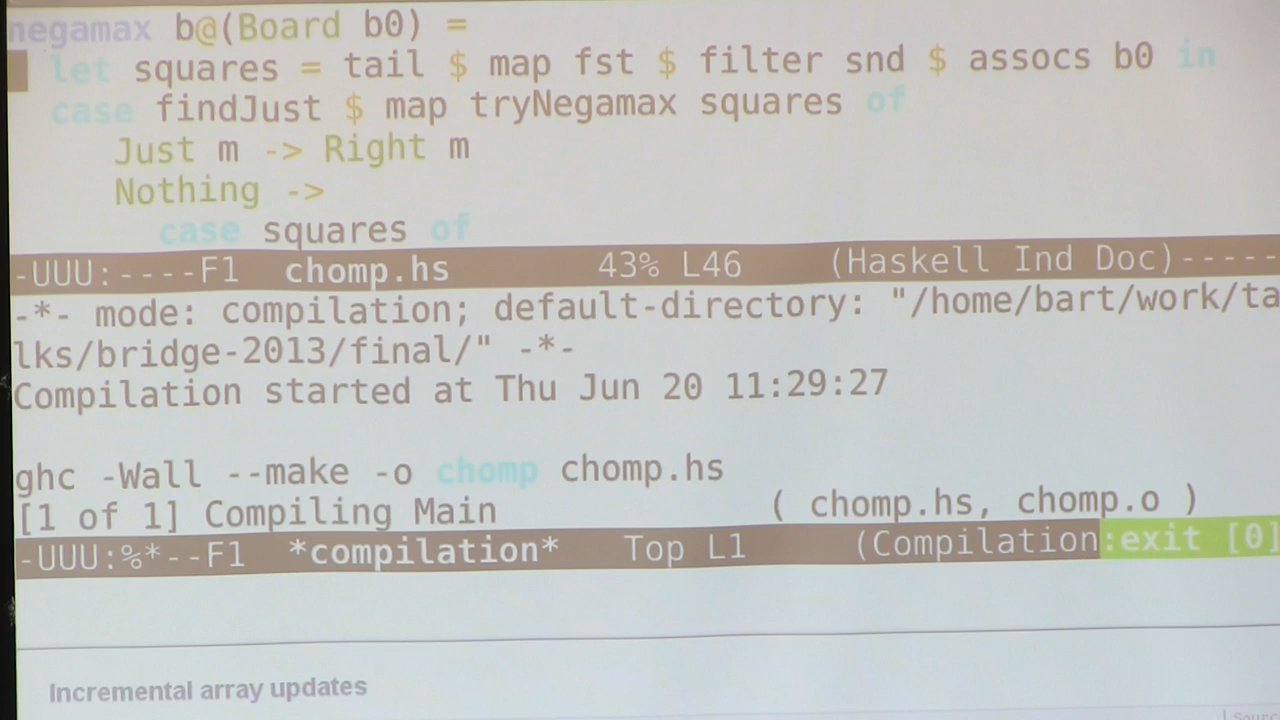 negamax b@(Board b0) =
let squares = tail $ map fst $ filter snd $ assocs b0 in
case findJust $ map tryNegamax squares of
Just m -> Right m
Nothing ->
case squares of
-UUU:----F1 chomp.hs 43% L46 (Haskell Ind Doc)-----
-*- mode: compilation; default-directory: "/home/bart/work/ta
lks/bridge-2013/final/" -*-
Compilation started at Thu Jun 20 11:29:27
ghc -Wall --make -o chomp chomp.hs
[1 of 1] Compiling Main ( chomp.hs, chomp.o )
-UUU:%*--F1 *compilation* Top L1 (Compilation:exit [0]
Incremental array updates